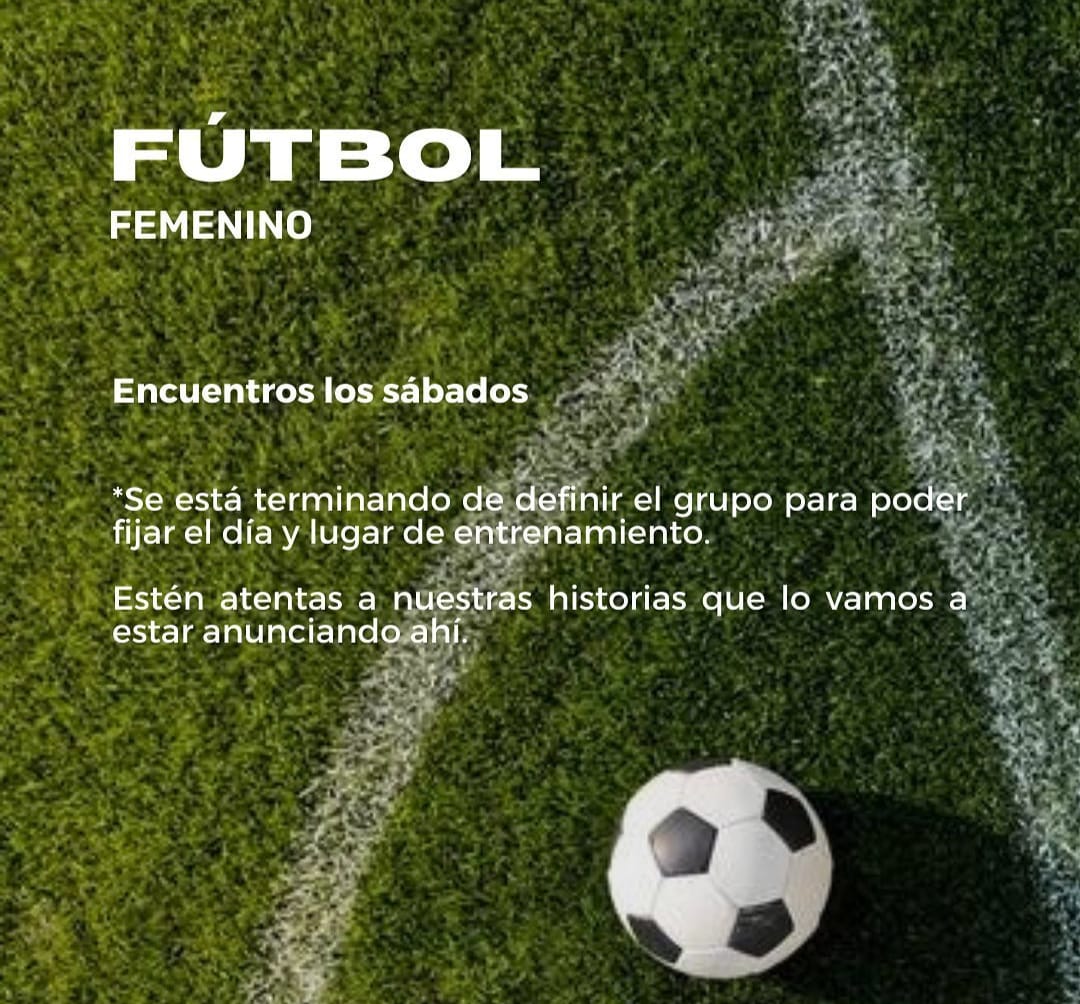 FÚTBOL
FEMENINO
Encuentros los sábados
*Se está terminando de definir el grupo para poder
fijar el día y lugar de entrenamiento.
Estén atentas a nuestras historias que lo vamos a
estar anunciando ahí.